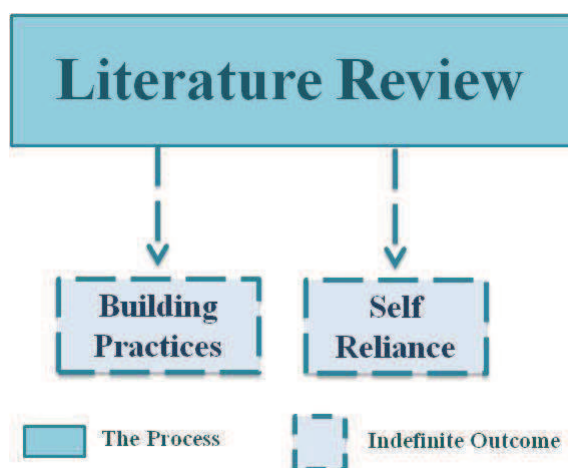 Literature Review
Building
Practices
Self
Reliance
The Process
Indefinite Outcome